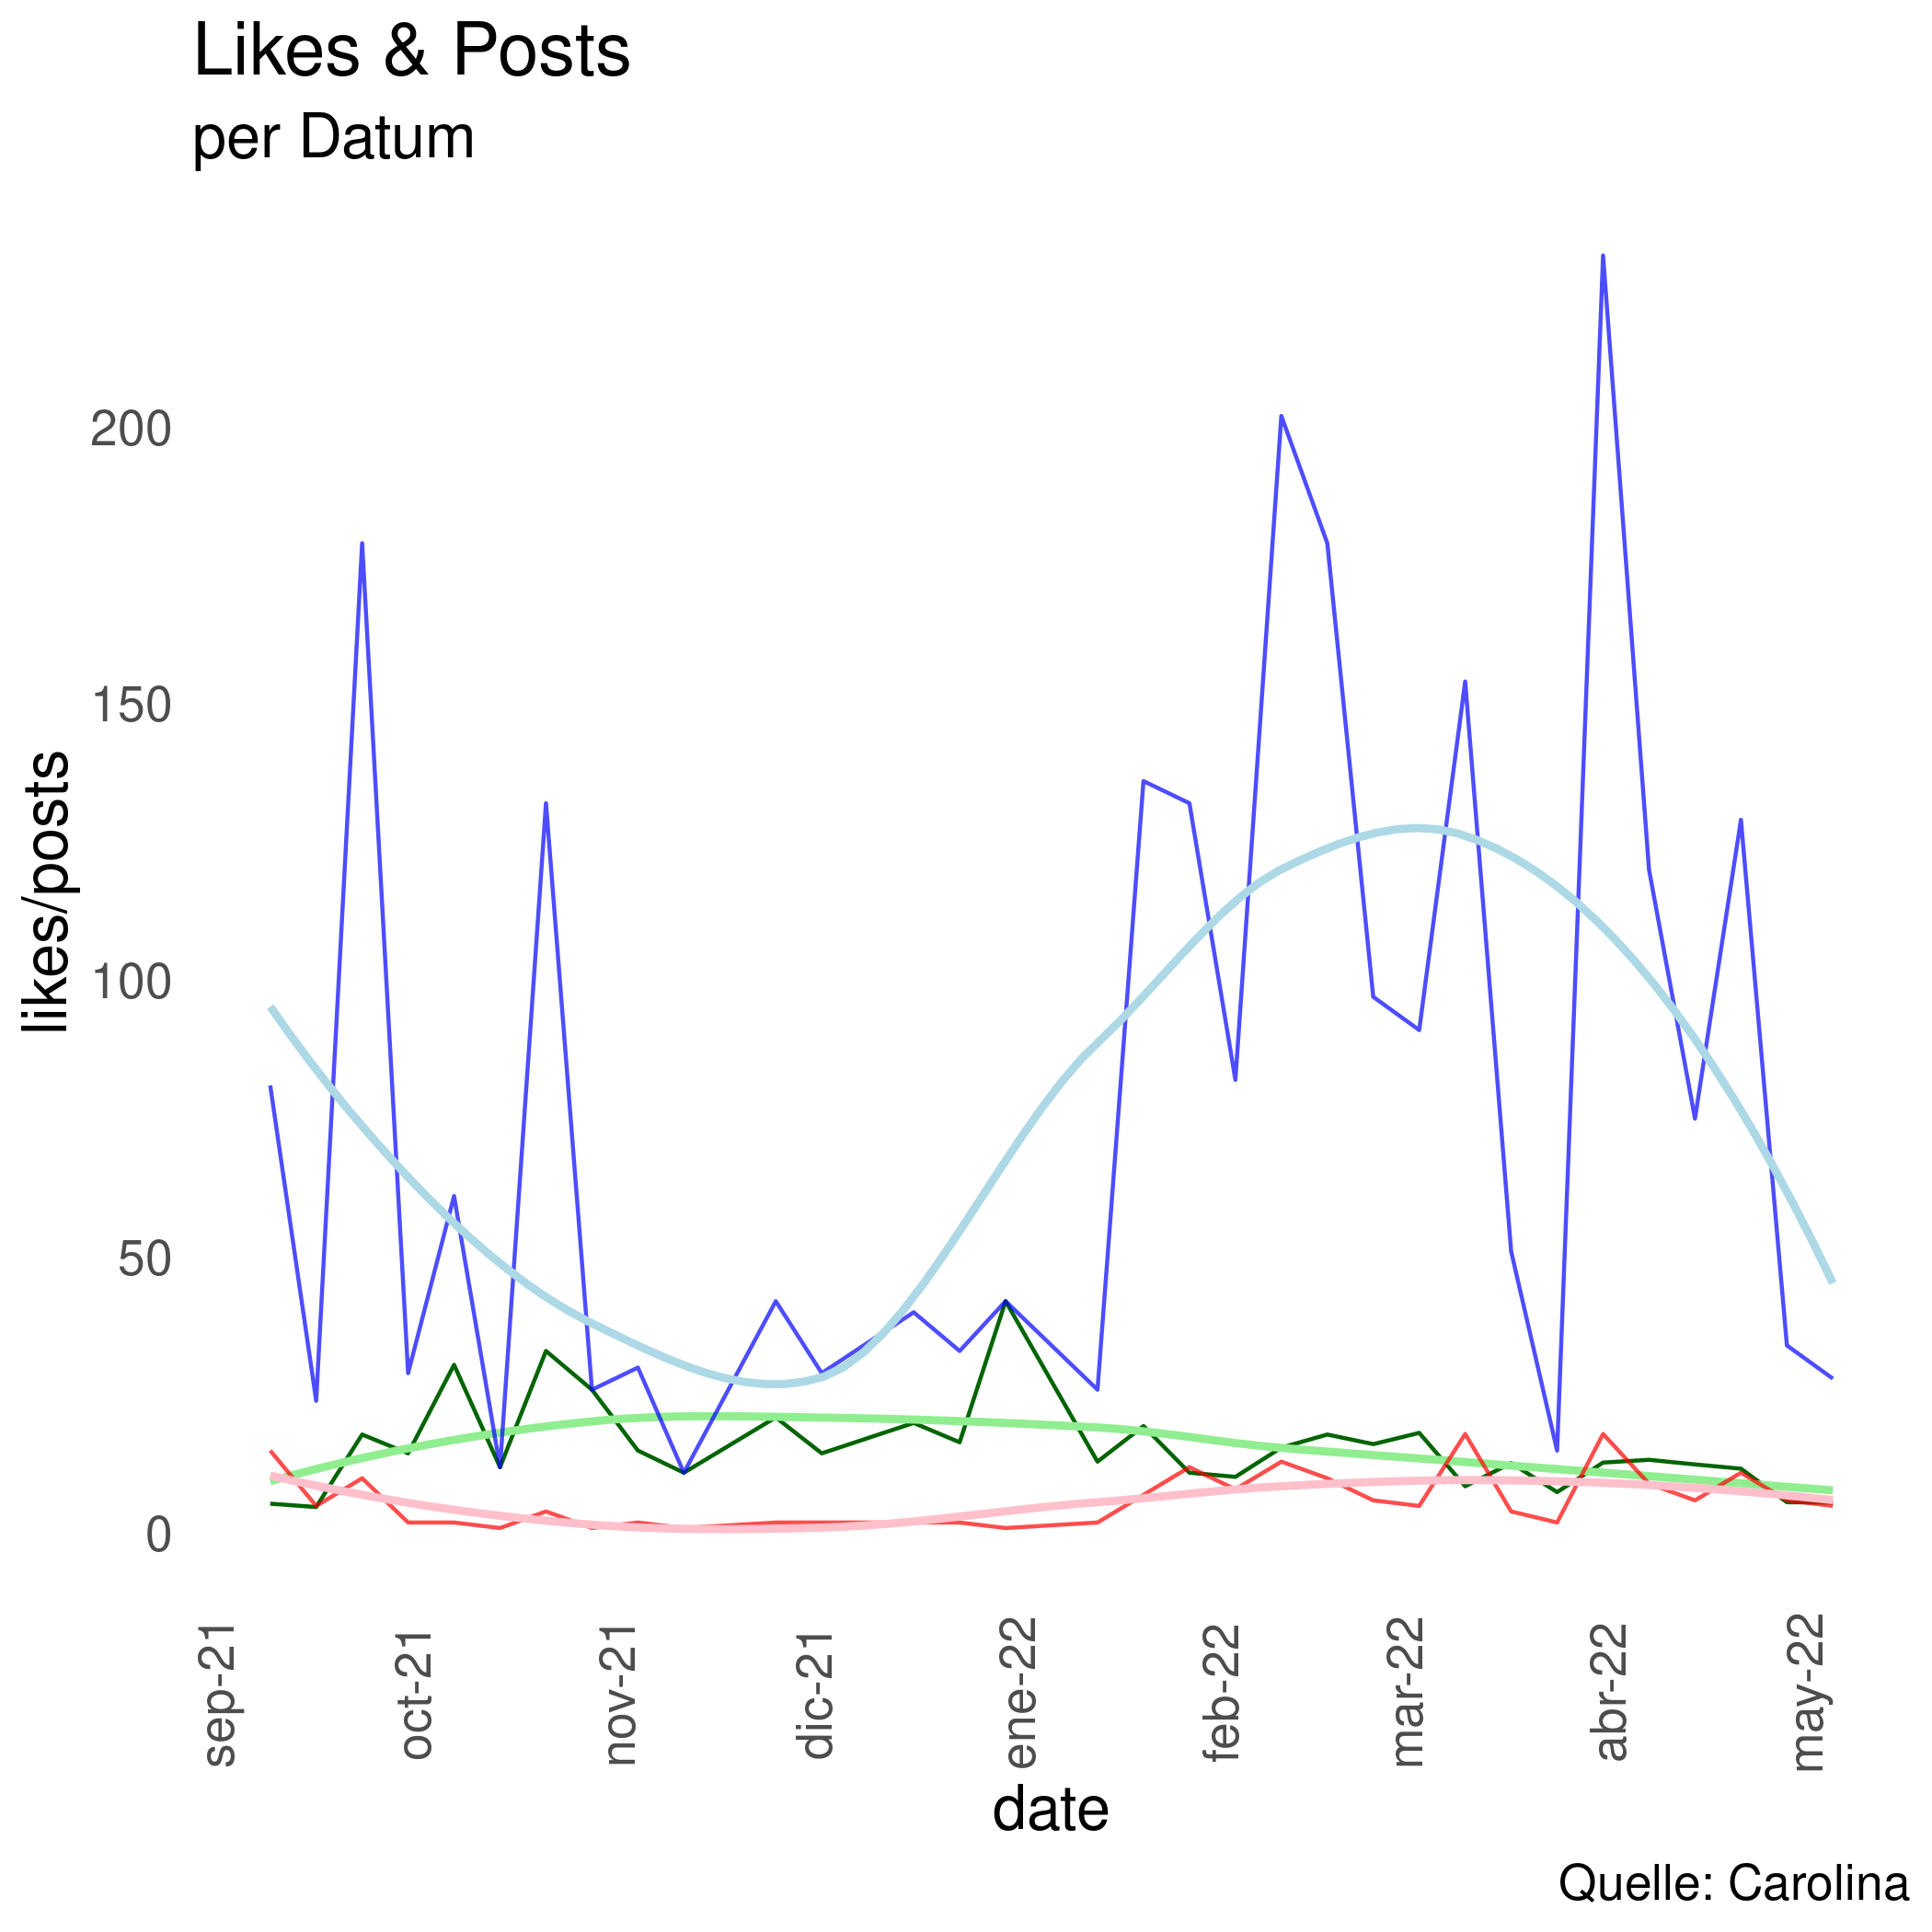 Likes & Posts
per Datum
likes/posts
200
150
100
50
0
sep-21
oct-21
nov-21
dic-21
ene-22
feb-22
mar-22
abr-22
may-22
date
Quelle: Carolina